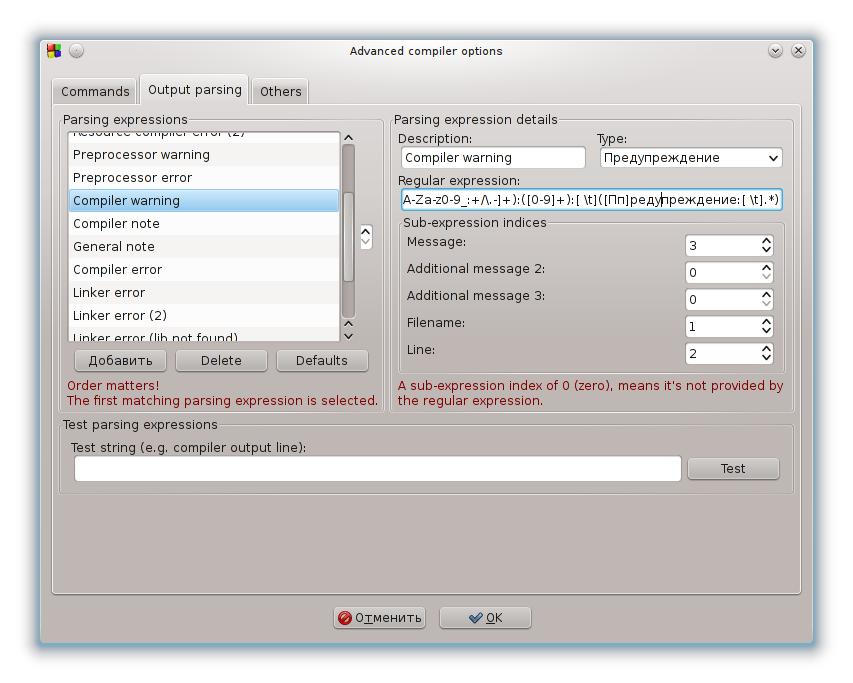 Advanced compiler options
Commands
Output parsing
Others
Parsing expressions
Resource compiler error (2)
Preprocessor warning
Preprocessor error
Compiler warning
Compiler note
General note
Compiler error
Linker error
Linker error (2)
Linker error (lib not found)
Добавить
Delete
Defaults
Order matters!
The first matching parsing expression is selected.
Parsing expression details
Description:
Type:
Compiler warning
Предупреждение
Regular expression:
A-Za-z0-9_:+/\.-]+):([0-9]+):[ \t]([Пп]редупреждение:[ \t].*)
Sub-expression indices
Message:
3
Additional message 2:
0
Additional message 3:
0
Filename:
1
Line:
2
A sub-expression index of 0 (zero), means it's not provided by
the regular expression.
Test parsing expressions
Test string (e.g. compiler output line):
Test
Отменить
OK